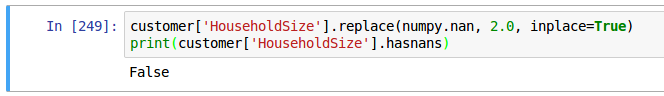 In [249]: customer['HouseholdSize'].replace(numpy.nan, 2.0, inplace=True)
print(customer['HouseholdSize'].hasnans)
False